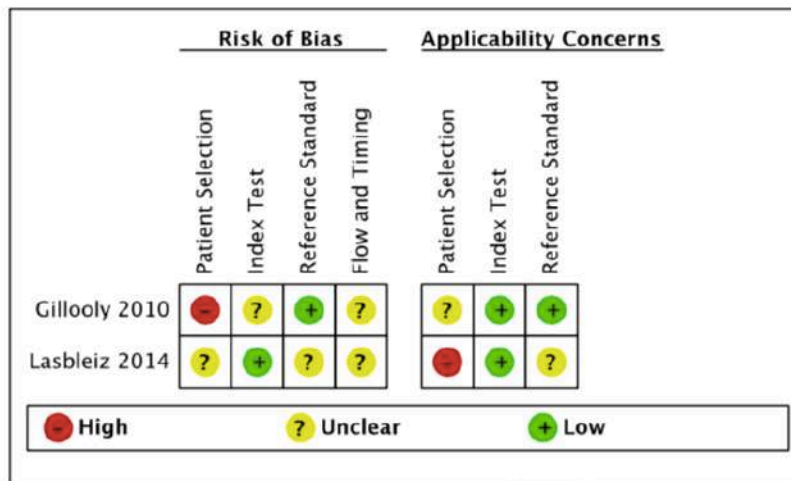 Risk of Bias Applicability Concerns
Patient Selection
Index Test
Reference Standard
Flow and Timing
Patient Selection
Index Test
Reference Standard
Gillooly 2010 - ? + ? ? + +
Lasbleiz 2014 ? + ? ? - + ?
- High ? Unclear + Low